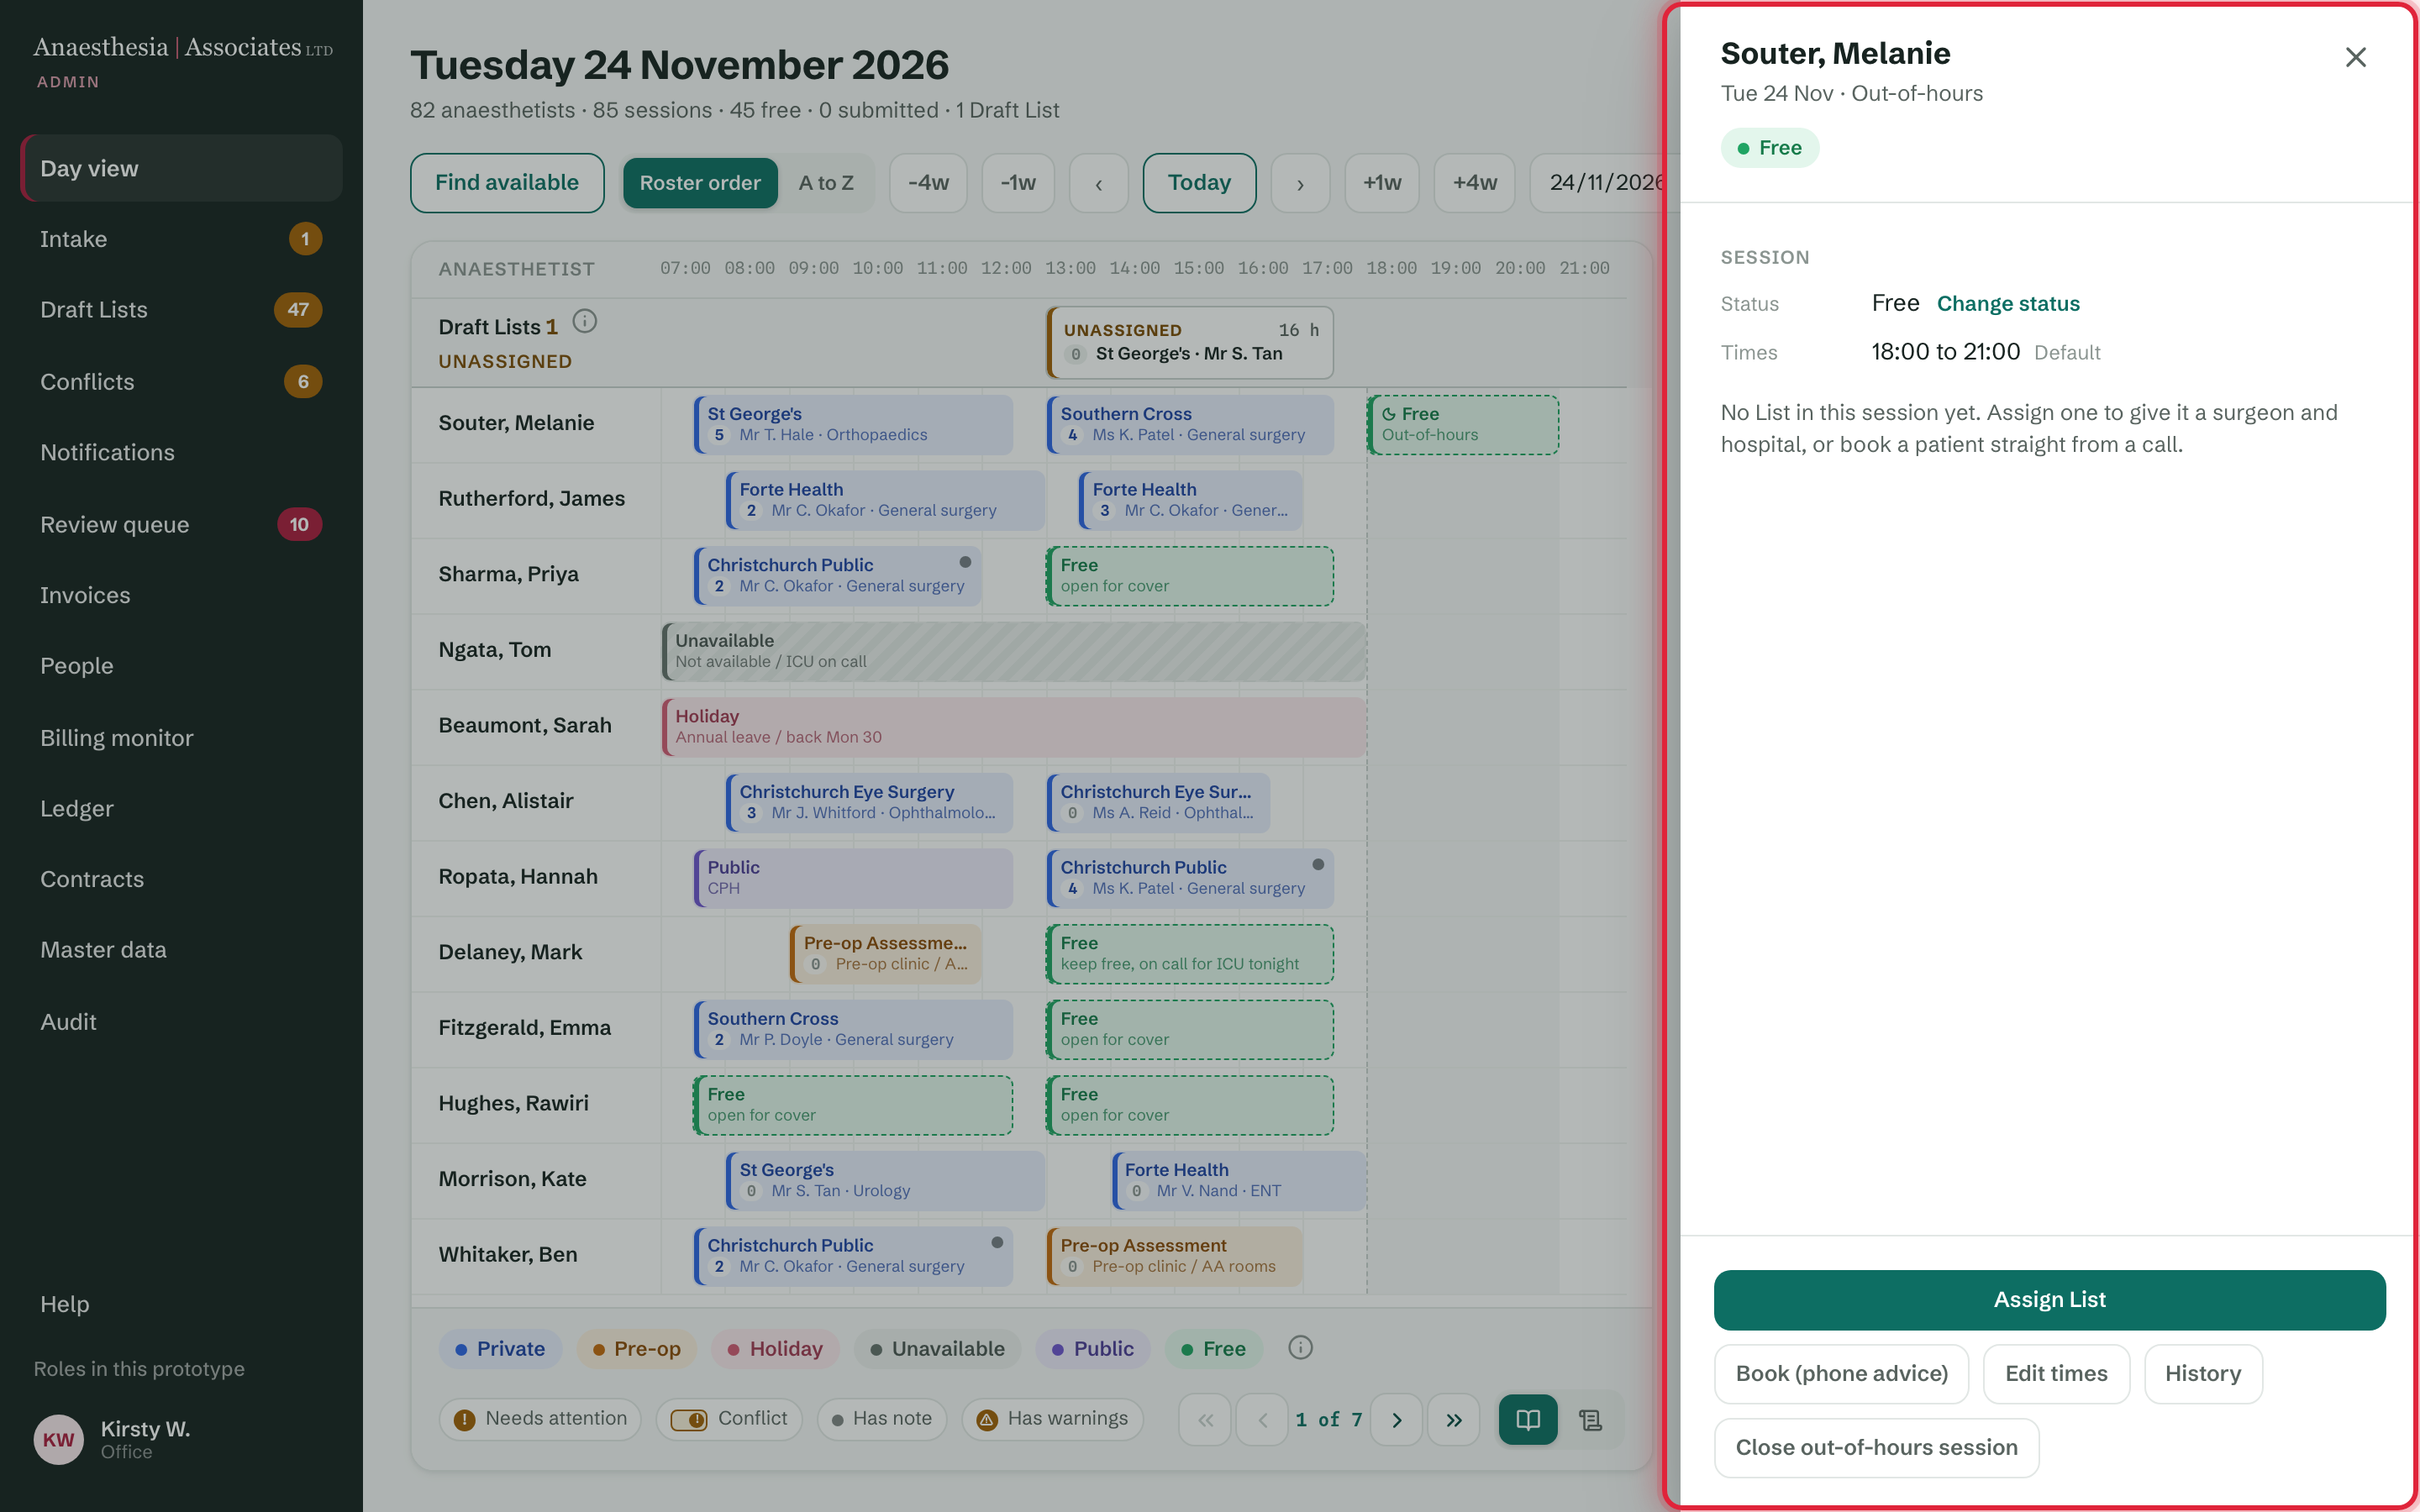 Anaesthesia | Associates LTD
ADMIN
Day view
Intake 1
Draft Lists 47
Conflicts 6
Notifications
Review queue 10
Invoices
People
Billing monitor
Ledger
Contracts
Master data
Audit
Help
Roles in this prototype
KW Kirsty W.
Office
Tuesday 24 November 2026
82 anaesthetists · 85 sessions · 45 free · 0 submitted · 1 Draft List
Find available Roster order A to Z -4w -1w ‹ Today › +1w +4w 24/11/2026
ANAESTHETIST 07:00 08:00 09:00 10:00 11:00 12:00 13:00 14:00 15:00 16:00 17:00 18:00 19:00 20:00 21:00
Draft Lists 1
UNASSIGNED
UNASSIGNED 16 h
0 St George's · Mr S. Tan
Souter, Melanie
St George's
5 Mr T. Hale · Orthopaedics
Southern Cross
4 Ms K. Patel · General surgery
Free
Out-of-hours
Rutherford, James
Forte Health
2 Mr C. Okafor · General surgery
Forte Health
3 Mr C. Okafor · Gener...
Sharma, Priya
Christchurch Public
2 Mr C. Okafor · General surgery
Free
open for cover
Ngata, Tom
Unavailable
Not available / ICU on call
Beaumont, Sarah
Holiday
Annual leave / back Mon 30
Chen, Alistair
Christchurch Eye Surgery
3 Mr J. Whitford · Ophthalmolo...
Christchurch Eye Sur...
0 Ms A. Reid · Ophthal...
Ropata, Hannah
Public
CPH
Christchurch Public
4 Ms K. Patel · General surgery
Delaney, Mark
Pre-op Assessme...
0 Pre-op clinic / A...
Free
keep free, on call for ICU tonight
Fitzgerald, Emma
Southern Cross
2 Mr P. Doyle · General surgery
Free
open for cover
Hughes, Rawiri
Free
open for cover
Free
open for cover
Morrison, Kate
St George's
0 Mr S. Tan · Urology
Forte Health
0 Mr V. Nand · ENT
Whitaker, Ben
Christchurch Public
2 Mr C. Okafor · General surgery
Pre-op Assessment
0 Pre-op clinic / AA rooms
Private Pre-op Holiday Unavailable Public Free
Needs attention Conflict Has note Has warnings « ‹ 1 of 7 › »
Souter, Melanie
Tue 24 Nov · Out-of-hours
Free
SESSION
Status Free Change status
Times 18:00 to 21:00 Default
No List in this session yet. Assign one to give it a surgeon and
hospital, or book a patient straight from a call.
Assign List
Book (phone advice) Edit times History
Close out-of-hours session